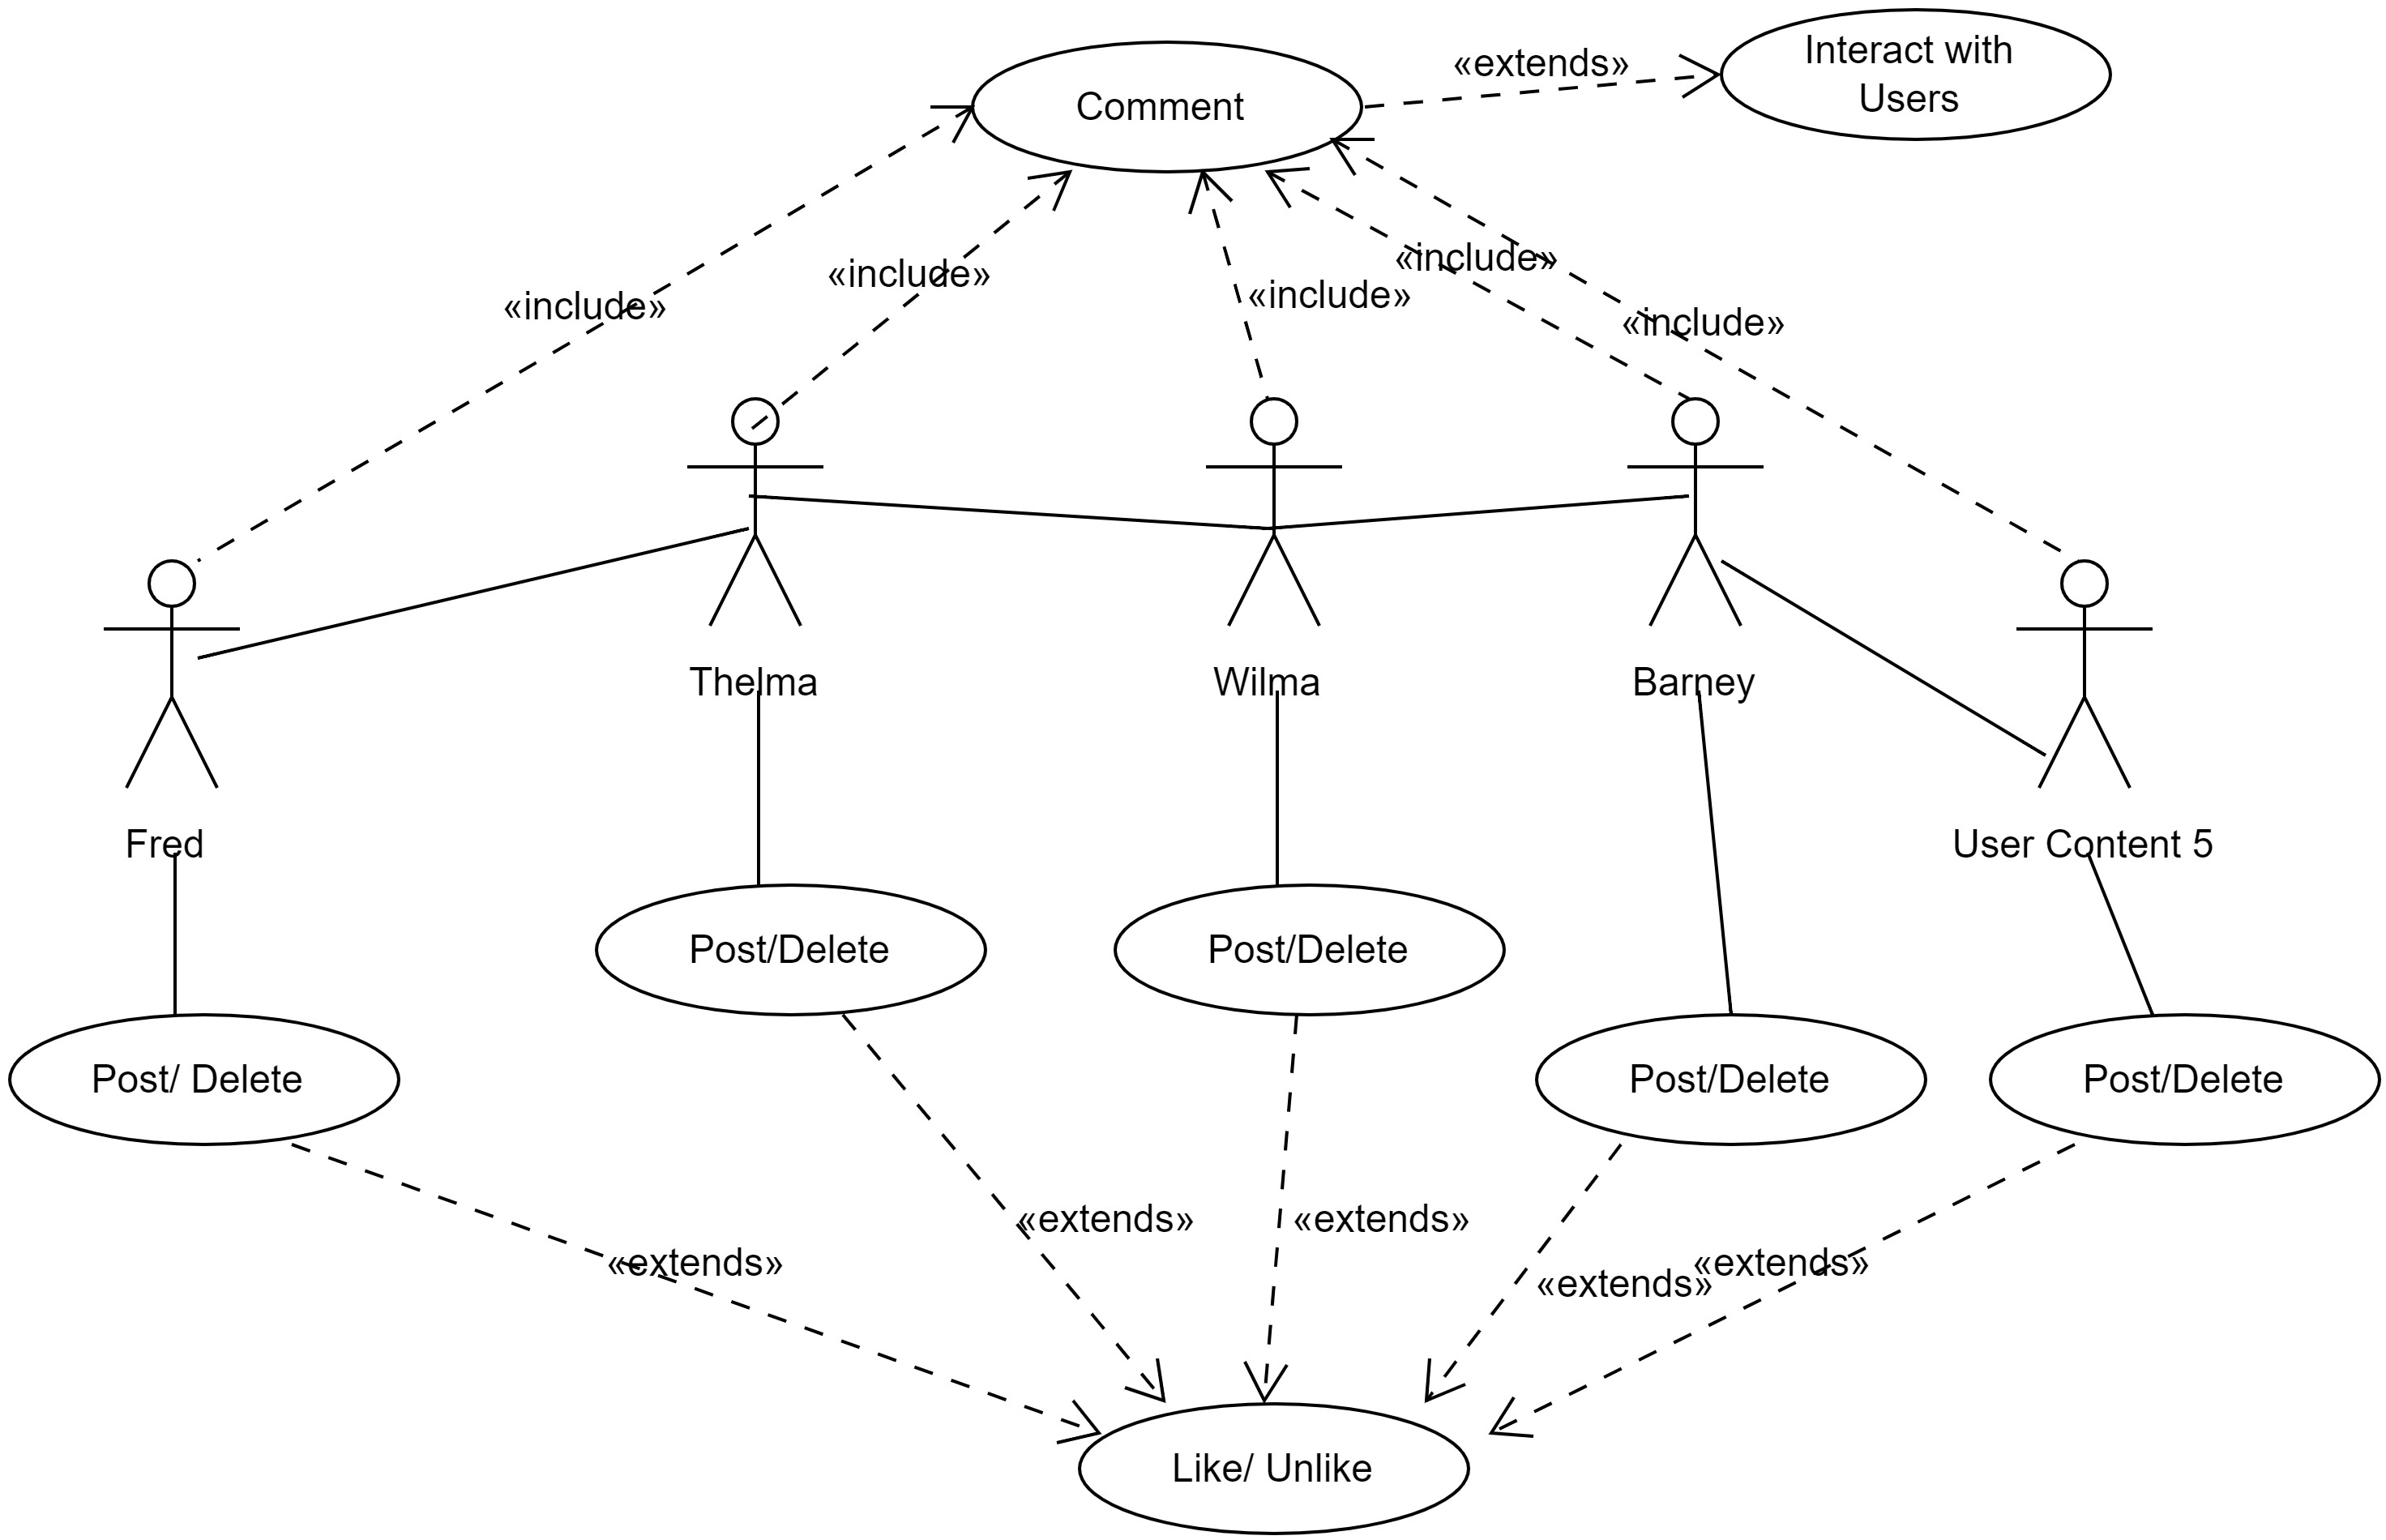 Interact with
Users
«extends»
Comment
«include»
«include»
«include»
«include»
«include»
Thelma
Wilma
Barney
Fred
User Content 5
Post/Delete
Post/Delete
Post/ Delete
Post/Delete
Post/Delete
«extends»
«extends»
«extends»
«extends»
«extends»
Like/ Unlike